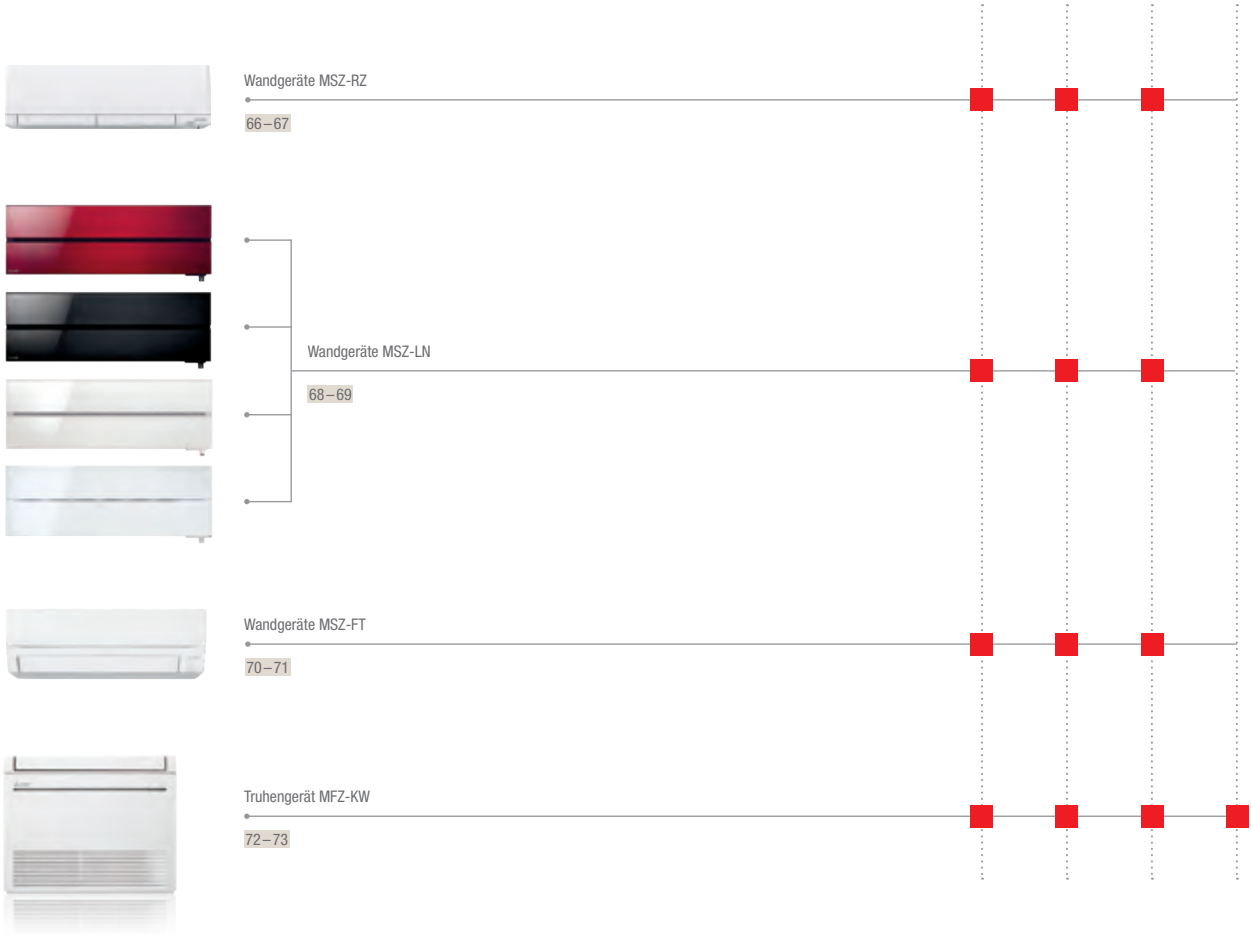 Wandgeräte MSZ-RZ
66–67
Wandgeräte MSZ-LN
68–69
Wandgeräte MSZ-FT
70–71
Truhengerät MFZ-KW
72–73